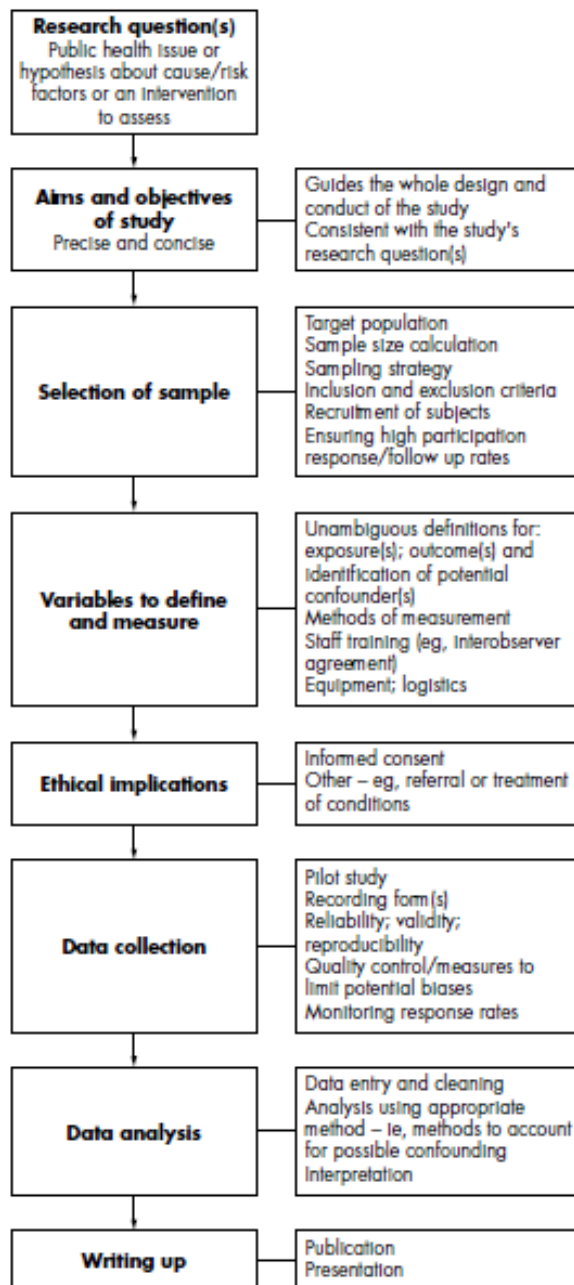 Research question(s)
Public health issue or
hypothesis about cause/risk
factors or an intervention
to assess
Aims and objectives
of study
Precise and concise
Guides the whole design and
conduct of the study
Consistent with the study's
research question(s)
Selection of sample
Target population
Sample size calculation
Sampling strategy
Inclusion and exclusion criteria
Recruitment of subjects
Ensuring high participation
response/follow up rates
Variables to define
and measure
Unambiguous definitions for:
exposure(s); outcome(s) and
identification of potential
confounder(s)
Methods of measurement
Staff training (eg, interobserver
agreement)
Equipment; logistics
Ethical implications
Informed consent
Other – eg, referral or treatment
of conditions
Data collection
Pilot study
Recording form(s)
Reliability; validity;
reproducibility
Quality control/measures to
limit potential biases
Monitoring response rates
Data analysis
Data entry and cleaning
Analysis using appropriate
method – ie, methods to account
for possible confounding
Interpretation
Writing up
Publication
Presentation